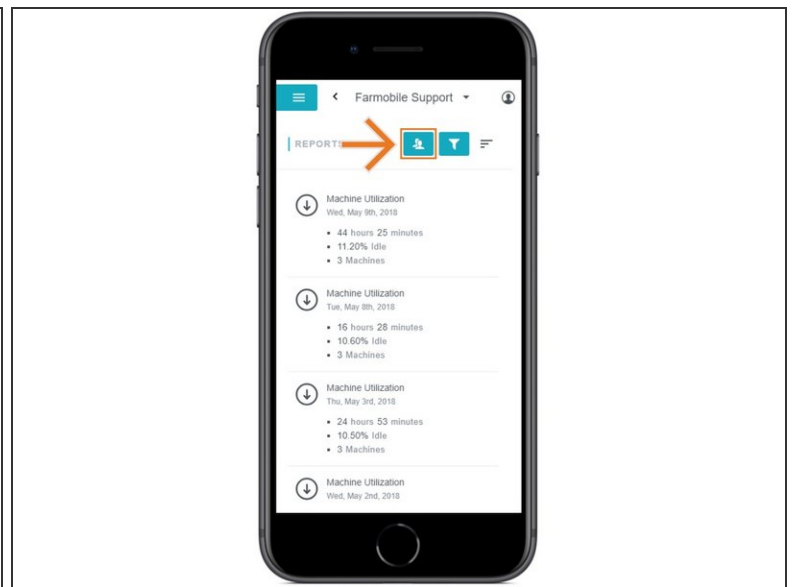 Farmobile Support
REPORTS
Machine Utilization
Wed, May 9th, 2018
44 hours 25 minutes
11.20% Idle
3 Machines
Machine Utilization
Tue, May 8th, 2018
16 hours 28 minutes
10.60% Idle
3 Machines
Machine Utilization
Thu, May 3rd, 2018
24 hours 53 minutes
10.50% Idle
3 Machines
Machine Utilization
Wed, May 2nd, 2018